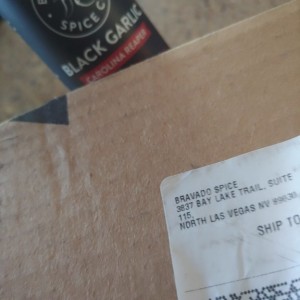 SPICE C
BLACK GARLIC
CAROLINA REAPER
BRAVADO SPICE
3837 BAY LAKE TRAIL, SUITE
115,
NORTH LAS VEGAS NV 89030
SHIP TO